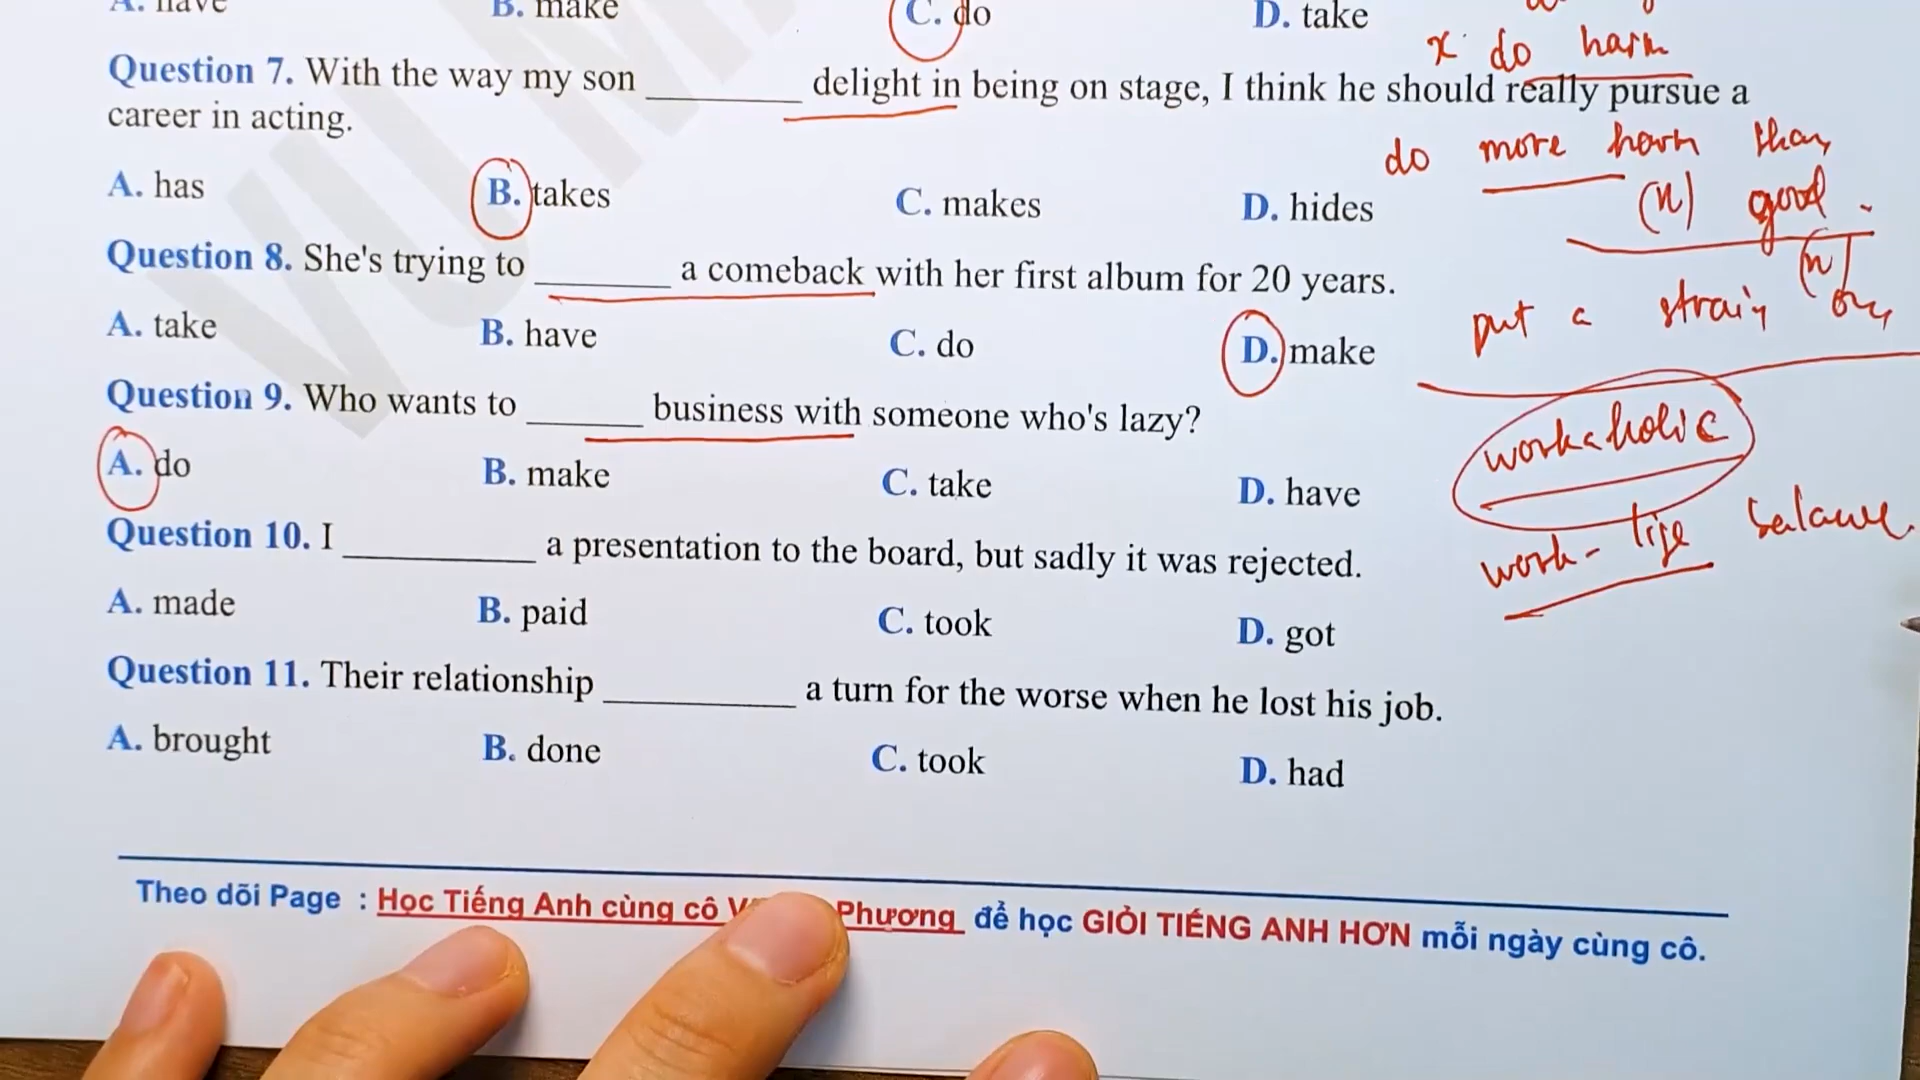 A. have B. make C. do D. take
x do harm
Question 7. With the way my son ________ delight in being on stage, I think he should really pursue a
career in acting.
do more harm than
(n) good.
(n)
A. has B. takes C. makes D. hides
Question 8. She's trying to _______ a comeback with her first album for 20 years.
put a strain on
A. take B. have C. do D. make
Question 9. Who wants to ______ business with someone who's lazy?
workaholic
A. do B. make C. take D. have
work-life balance
Question 10. I __________ a presentation to the board, but sadly it was rejected.
A. made B. paid C. took D. got
Question 11. Their relationship __________ a turn for the worse when he lost his job.
A. brought B. done C. took D. had
Theo dõi Page : Học Tiếng Anh cùng cô Phương để học GIỎI TIẾNG ANH HƠN mỗi ngày cùng cô.